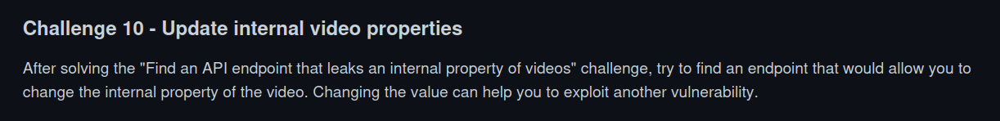 Challenge 10 - Update internal video properties
After solving the "Find an API endpoint that leaks an internal property of videos" challenge, try to find an endpoint that would allow you to
change the internal property of the video. Changing the value can help you to exploit another vulnerability.